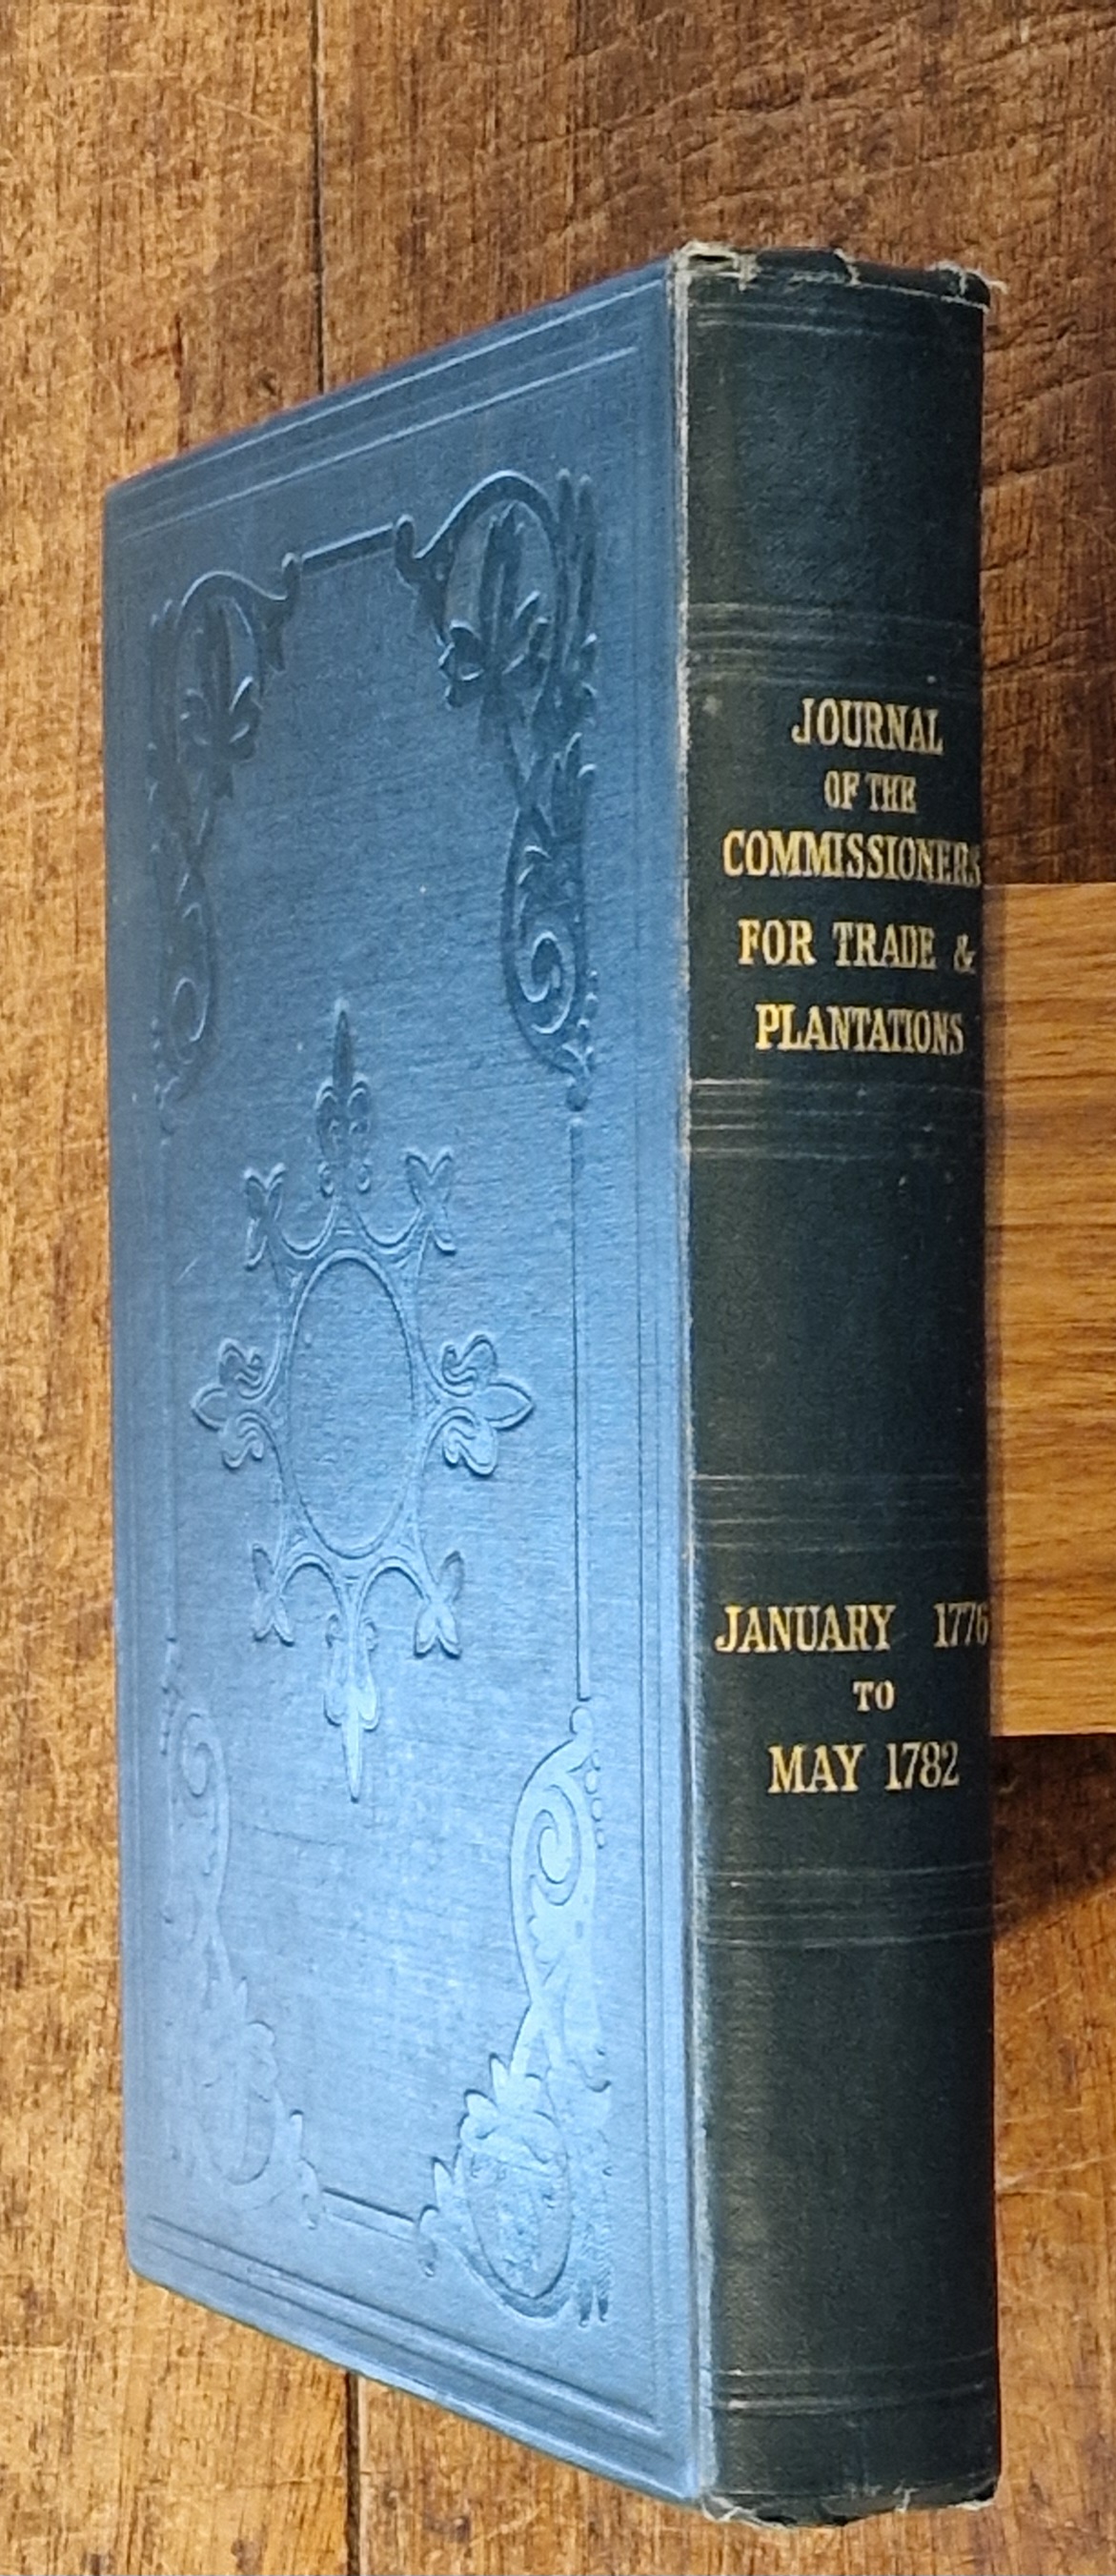 JOURNAL
OF THE
COMMISSIONERS
FOR TRADE &
PLANTATIONS
JANUARY 1776
TO
MAY 1782